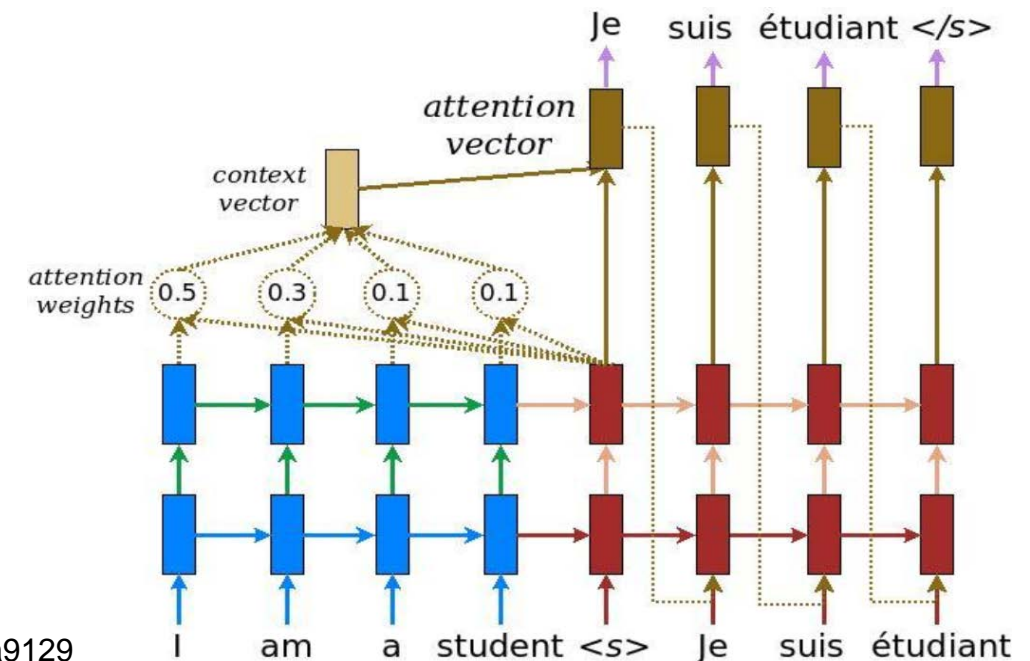 Je suis étudiant </s>
attention
vector
context
vector
attention
weights
0.5 0.3 0.1 0.1
I am a student <s> Je suis étudiant